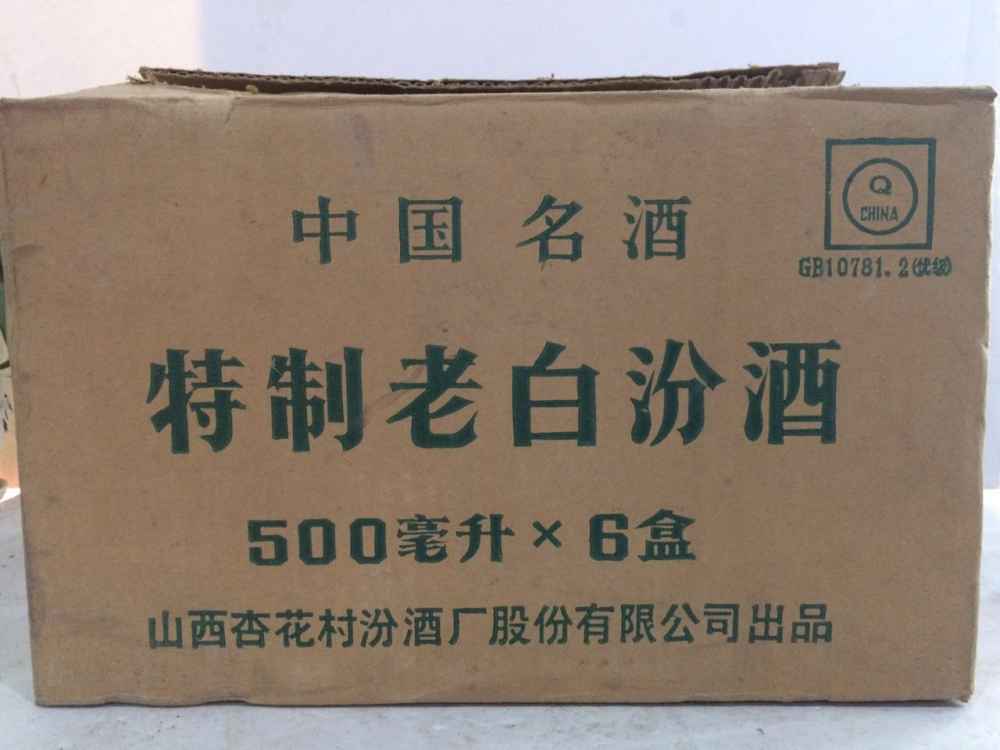 中国名酒
Q
CHINA
GB10781.2(优级)
特制老白汾酒
500毫升×6盒
山西杏花村汾酒厂股份有限公司出品